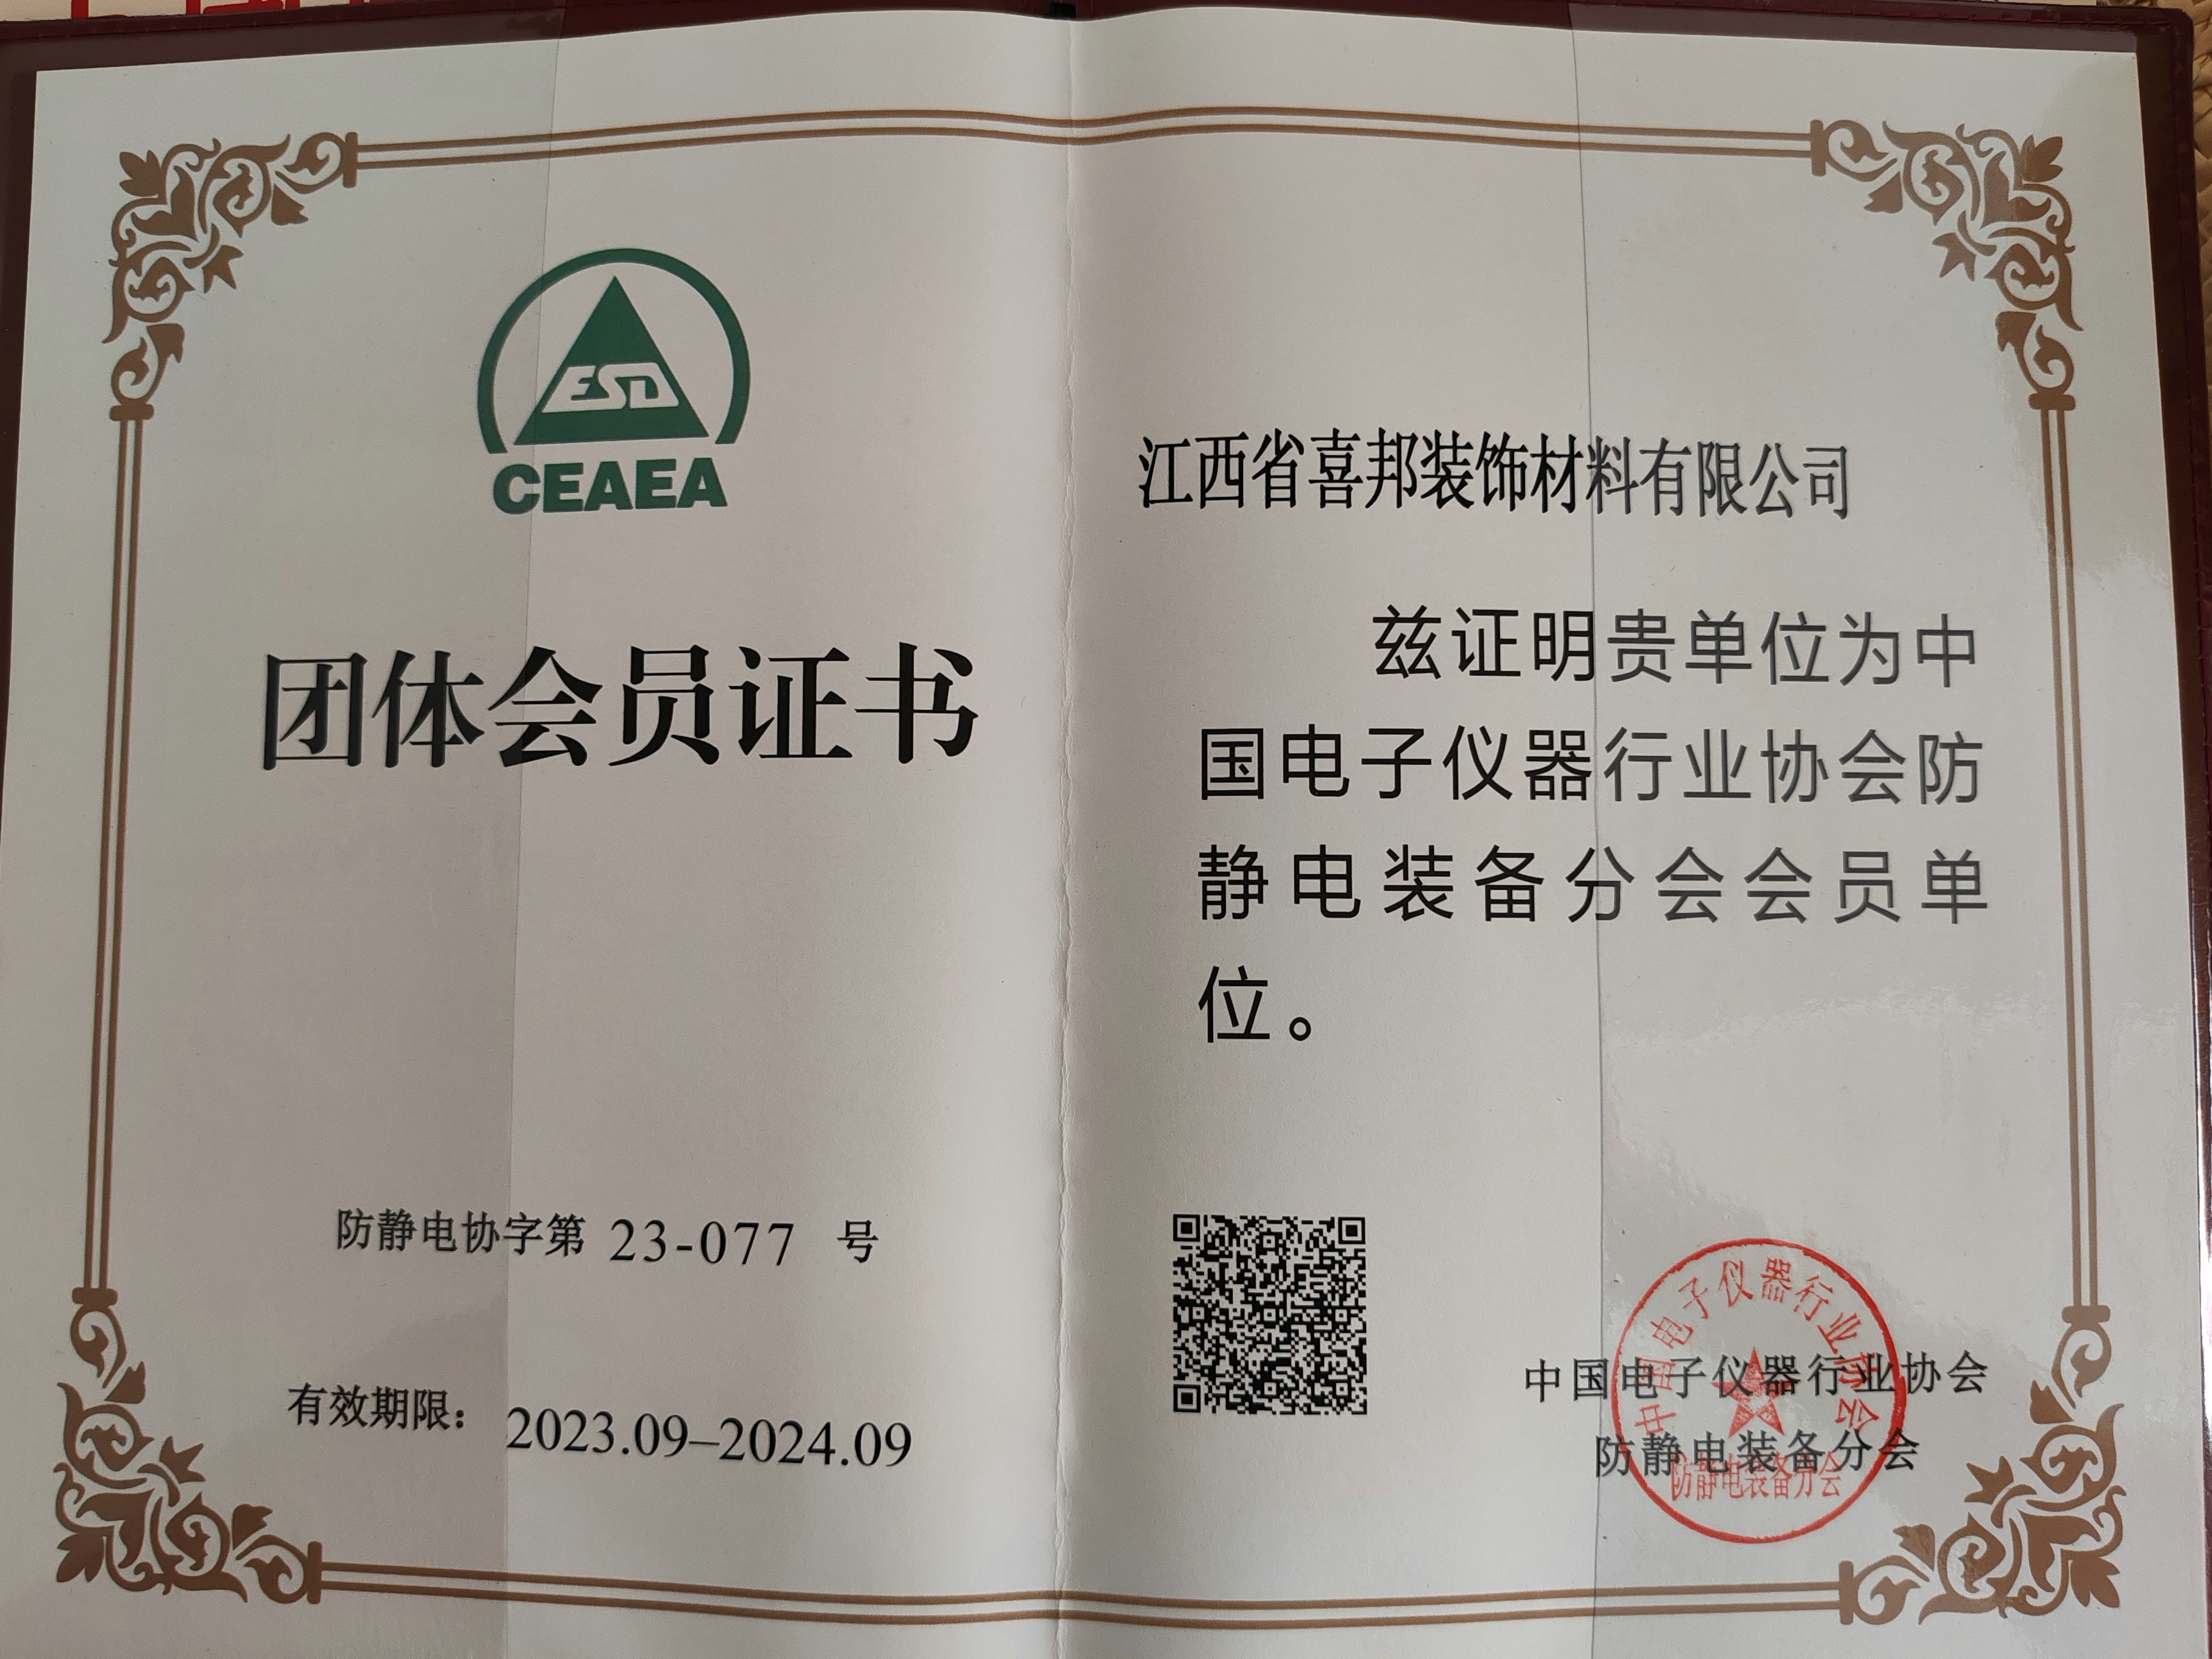 ESD
CEAEA
团体会员证书
防静电协字第 23-077 号
有效期限： 2023.09–2024.09
江西省喜邦装饰材料有限公司
兹证明贵单位为中
国电子仪器行业协会防
静电装备分会会员单
位。
中国电子仪器行业协会
防静电装备分会
中国电子仪器行业协会
防静电装备分会